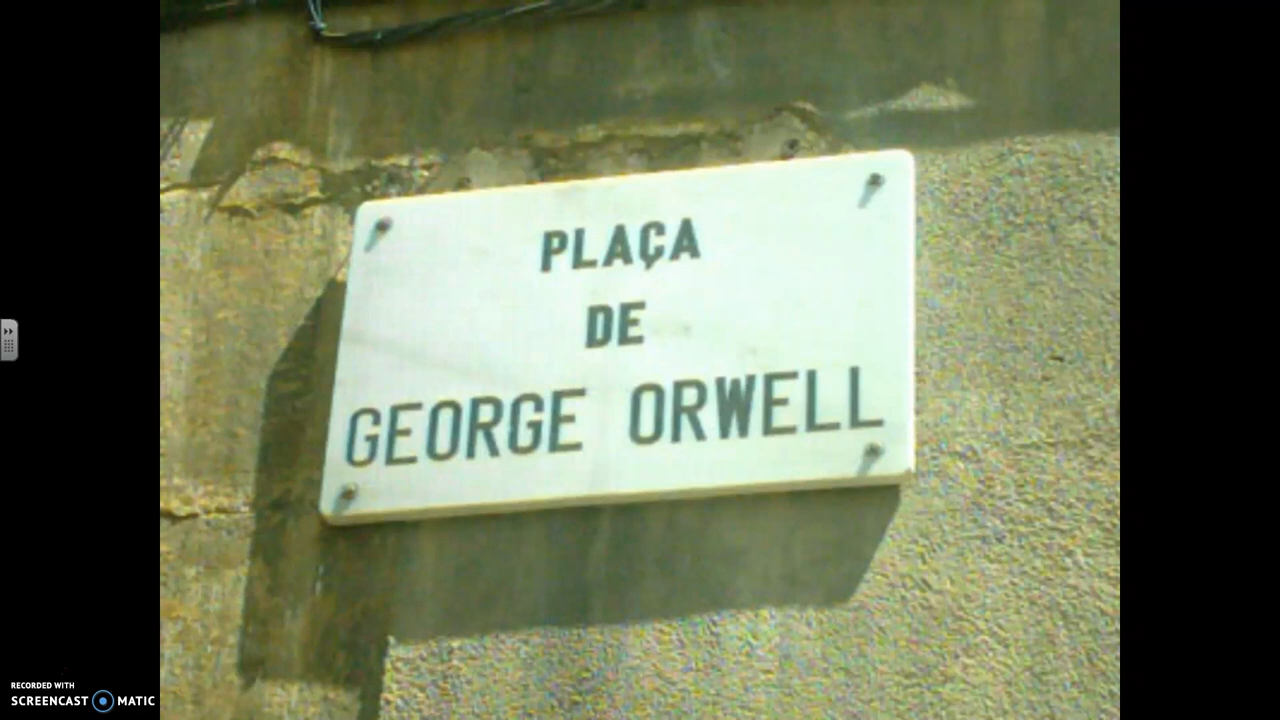 PLAÇA
DE
GEORGE ORWELL
RECORDED WITH
SCREENCAST MATIC